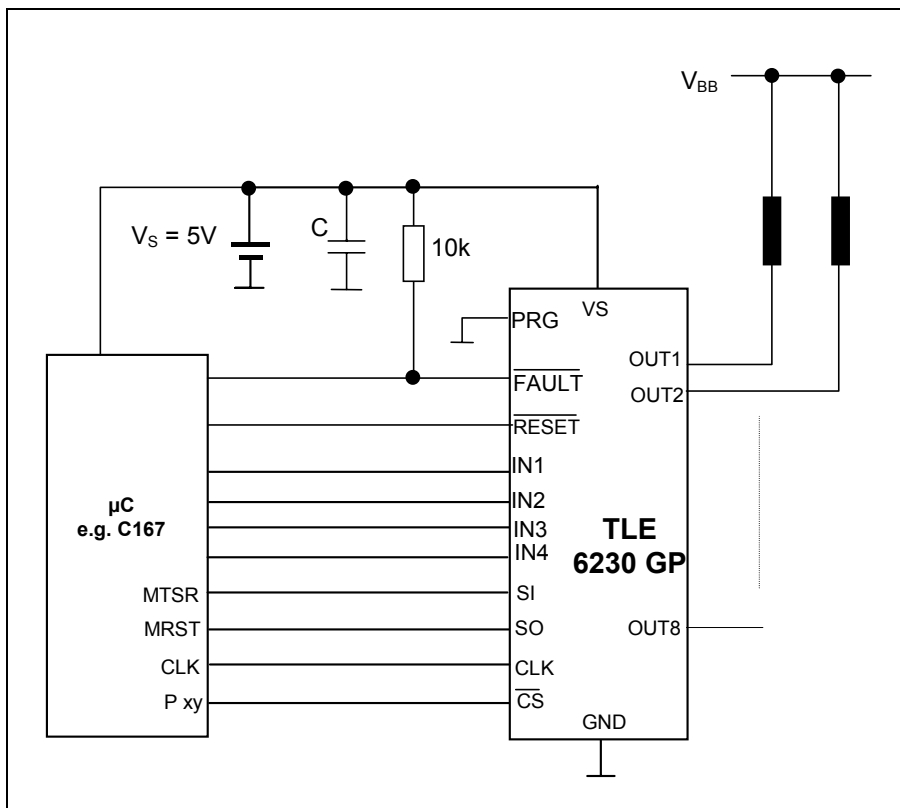 V_BB
V_S = 5V
C
10k
VS
PRG
OUT1
FAULT
OUT2
RESET
IN1
µC
e.g. C167
IN2
IN3
TLE
6230 GP
IN4
MTSR
SI
MRST
SO
OUT8
CLK
CLK
P xy
CS
GND